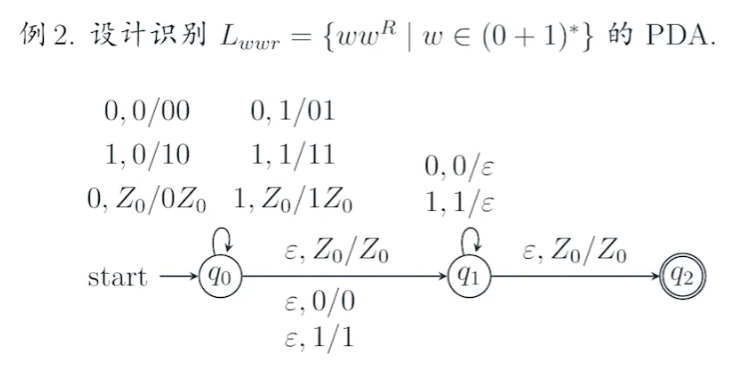 例 2. 设计识别 Lwwr = {wwᴿ | w ∈ (0 + 1)*} 的 PDA.
0, 0/00 0, 1/01
1, 0/10 1, 1/11
0, Z₀/0Z₀ 1, Z₀/1Z₀
0, 0/ε
1, 1/ε
ε, Z₀/Z₀
ε, Z₀/Z₀
start q₀ q₁ q₂
ε, 0/0
ε, 1/1